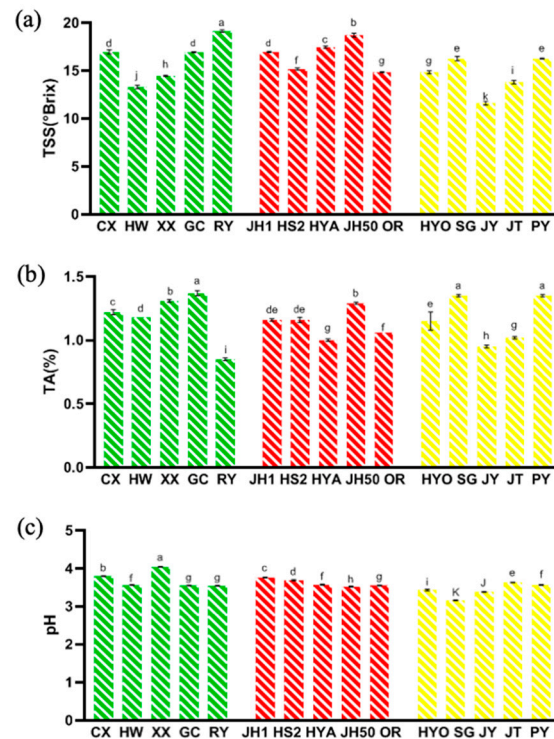 (a)
TSS(°Brix)
20
15
10
5
0
d j h d a d f c b g g e k i e
CX HW XX GC RY JH1 HS2 HYA JH50 OR HYO SG JY JT PY
(b)
TA(%)
1.5
1.0
0.5
0.0
c d b a i de de g b f e a h g a
CX HW XX GC RY JH1 HS2 HYA JH50 OR HYO SG JY JT PY
(c)
pH
5
4
3
2
1
0
b f a g g c d f h g i K J e f
CX HW XX GC RY JH1 HS2 HYA JH50 OR HYO SG JY JT PY